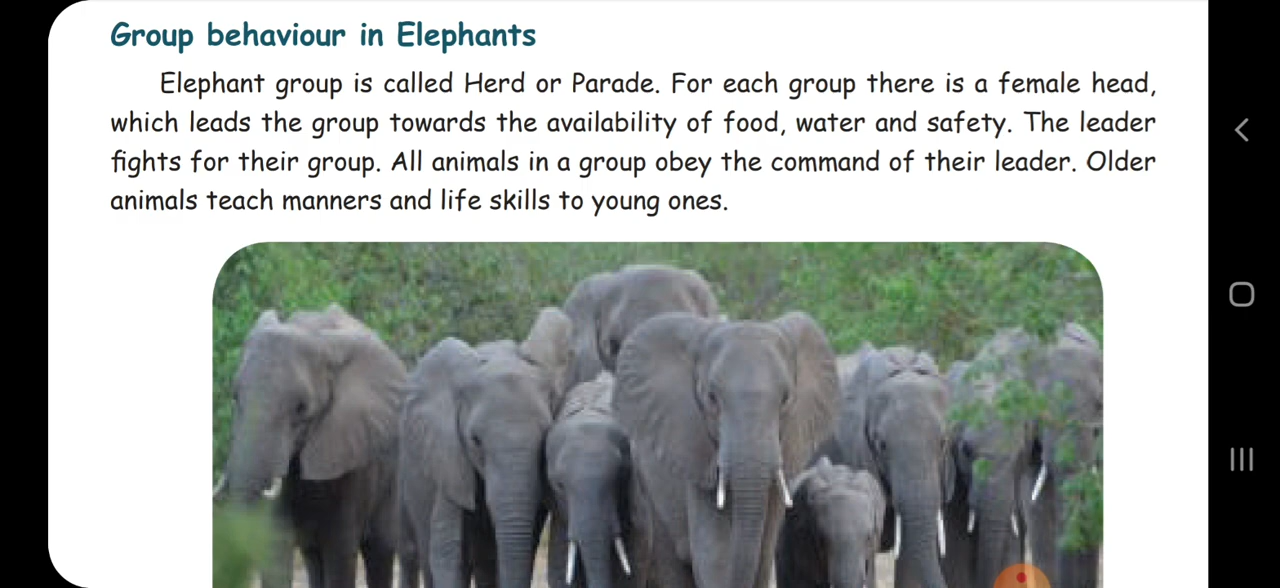 Group behaviour in Elephants
Elephant group is called Herd or Parade. For each group there is a female head,
which leads the group towards the availability of food, water and safety. The leader
fights for their group. All animals in a group obey the command of their leader. Older
animals teach manners and life skills to young ones.